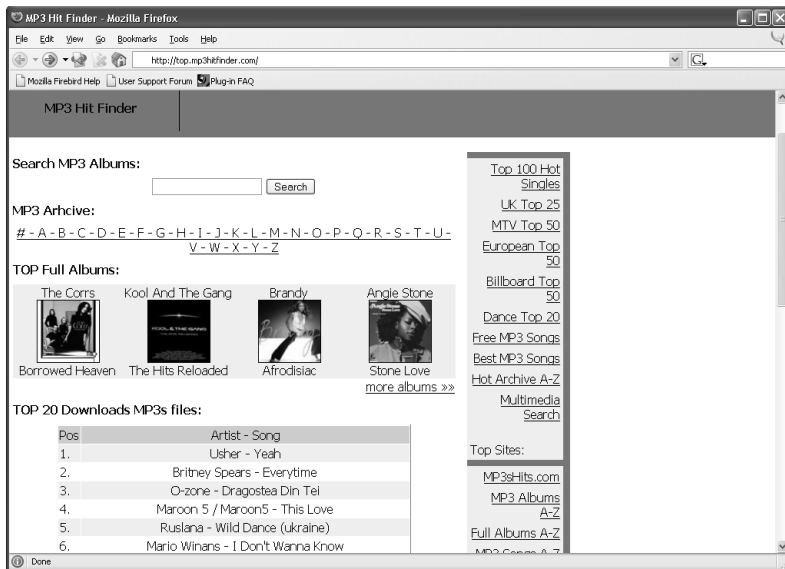 MP3 Hit Finder - Mozilla Firefox
File Edit View Go Bookmarks Tools Help
http://top.mp3hitfinder.com/
G
Mozilla Firebird Help User Support Forum Plug-in FAQ
MP3 Hit Finder
Search MP3 Albums:
Search
MP3 Arhcive:
# - A - B - C - D - E - F - G - H - I - J - K - L - M - N - O - P - Q - R - S - T - U -
V - W - X - Y - Z
TOP Full Albums:
The Corrs Kool And The Gang Brandy Angie Stone
KOOL & THE GANG
Borrowed Heaven The Hits Reloaded Afrodisiac Stone Love
more albums »»
TOP 20 Downloads MP3s files:
Pos Artist - Song
1. Usher - Yeah
2. Britney Spears - Everytime
3. O-zone - Dragostea Din Tei
4. Maroon 5 / Maroon5 - This Love
5. Ruslana - Wild Dance (ukraine)
6. Mario Winans - I Don't Wanna Know
Top 100 Hot
Singles
UK Top 25
MTV Top 50
European Top
50
Billboard Top
50
Dance Top 20
Free MP3 Songs
Best MP3 Songs
Hot Archive A-Z
Multimedia
Search
Top Sites:
MP3sHits.com
MP3 Albums
A-Z
Full Albums A-Z
MP3 Songs A-Z
Done